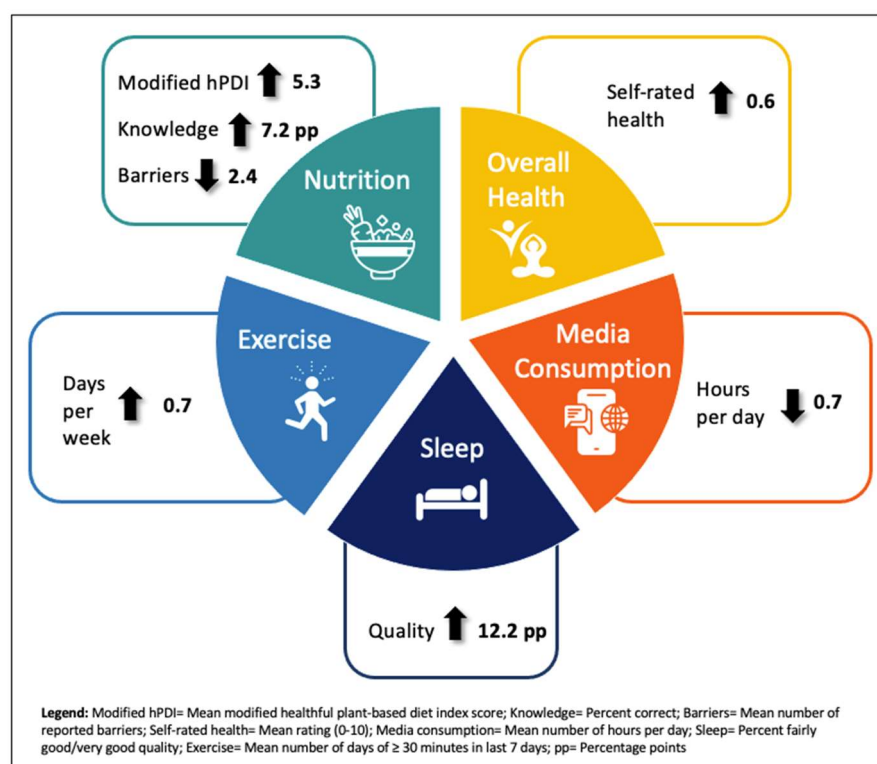 Modified hPDI 5.3
Knowledge 7.2 pp
Barriers 2.4
Nutrition
Self-rated
health
0.6
Overall
Health
Exercise
Days
per
week
0.7
Media
Consumption
Hours
per day
0.7
Sleep
Quality 12.2 pp
Legend: Modified hPDI= Mean modified healthful plant-based diet index score; Knowledge= Percent correct; Barriers= Mean number of
reported barriers; Self-rated health= Mean rating (0-10); Media consumption= Mean number of hours per day; Sleep= Percent fairly
good/very good quality; Exercise= Mean number of days of ≥ 30 minutes in last 7 days; pp= Percentage points